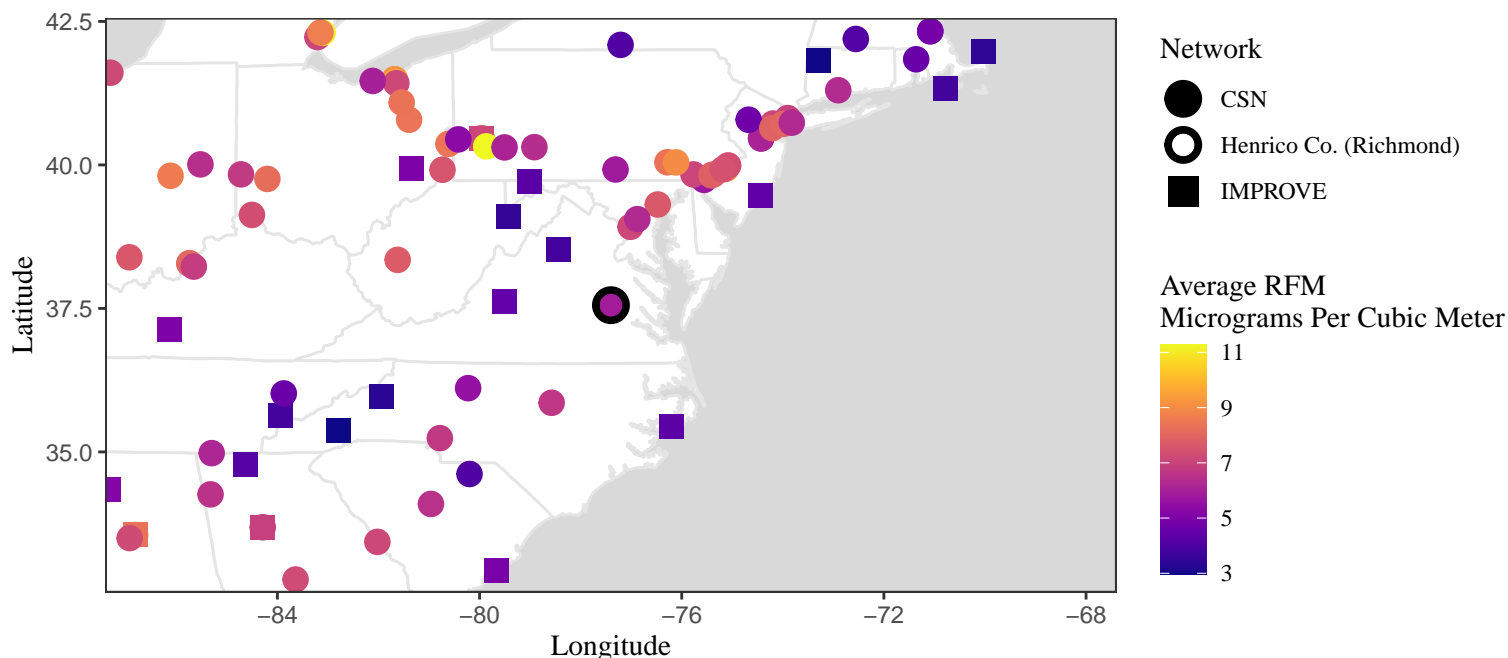 42.5
40.0
37.5
35.0
Latitude
−84
−80
−76
−72
−68
Longitude
Network
CSN
Henrico Co. (Richmond)
IMPROVE
Average RFM
Micrograms Per Cubic Meter
11
9
7
5
3